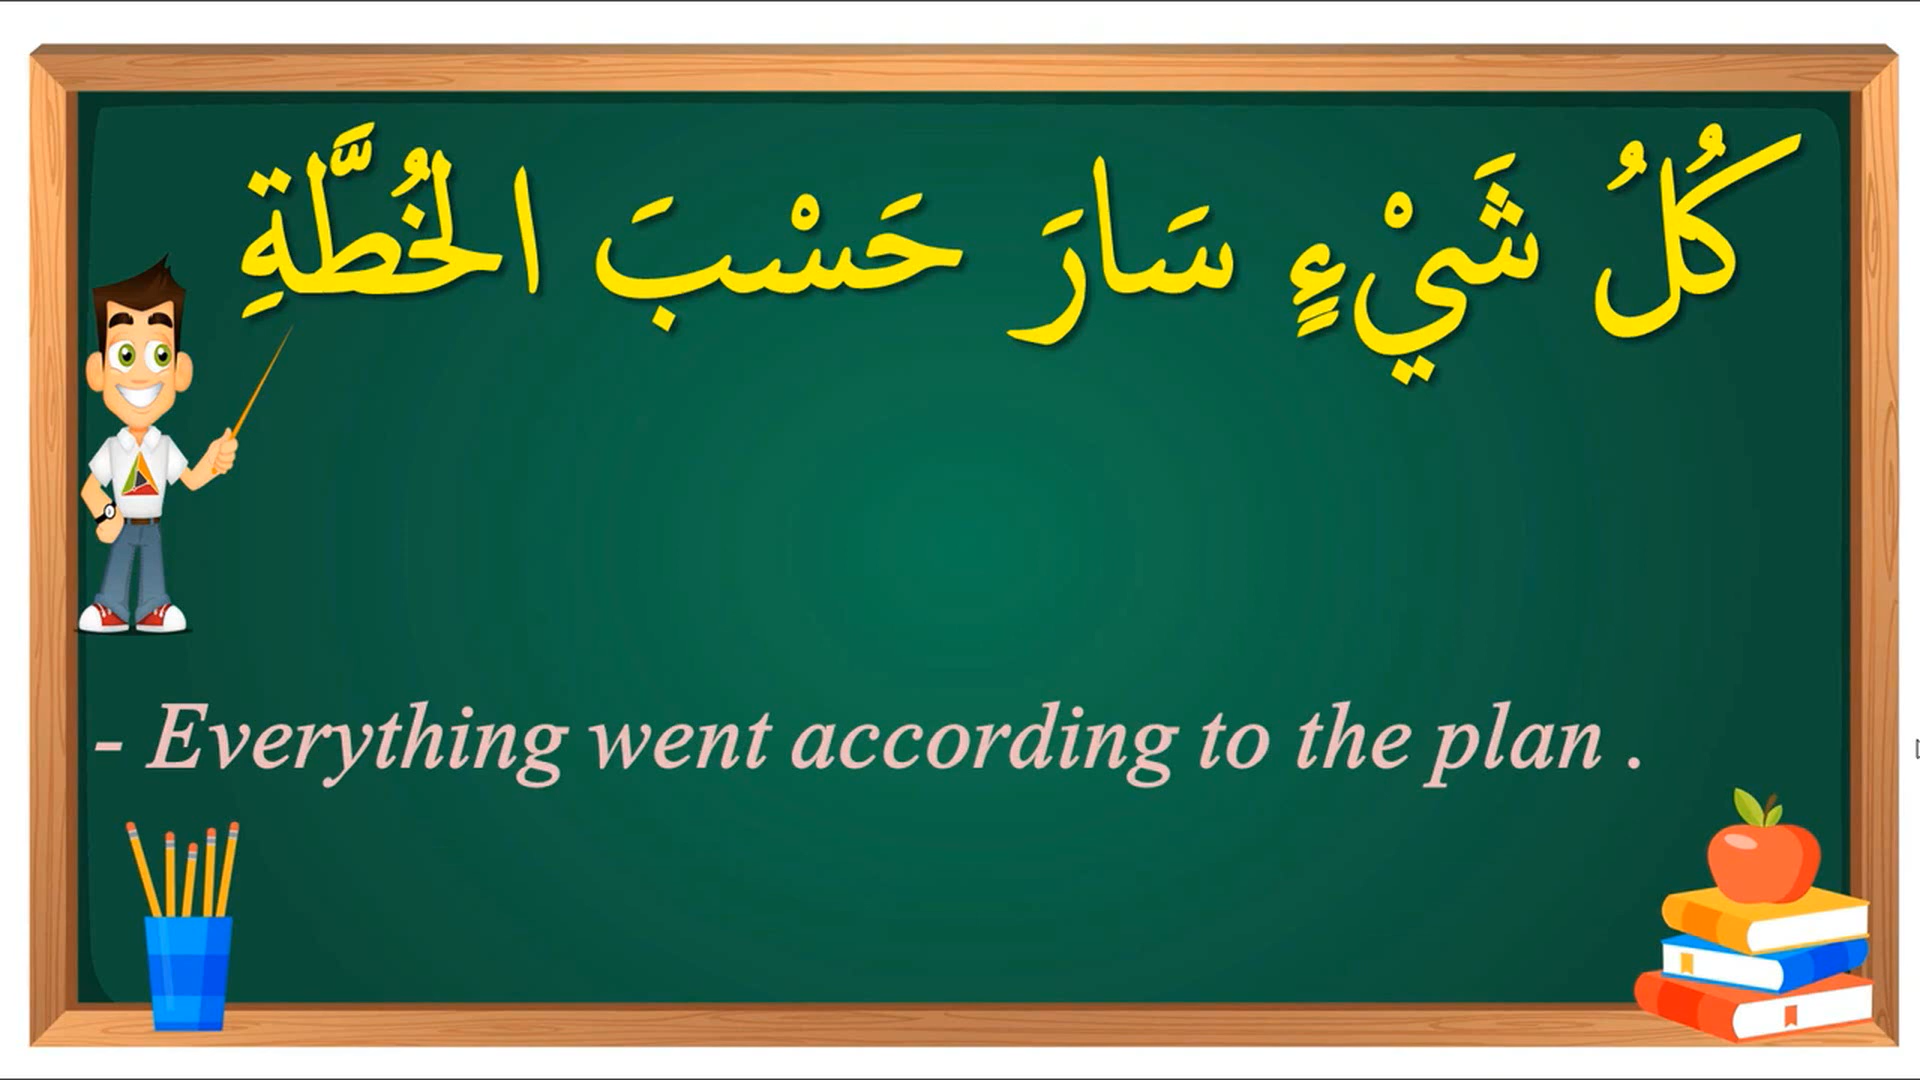 كُلُ شَيْءٍ سَارَ حَسْبَ الخُطَّةِ
- Everything went according to the plan .